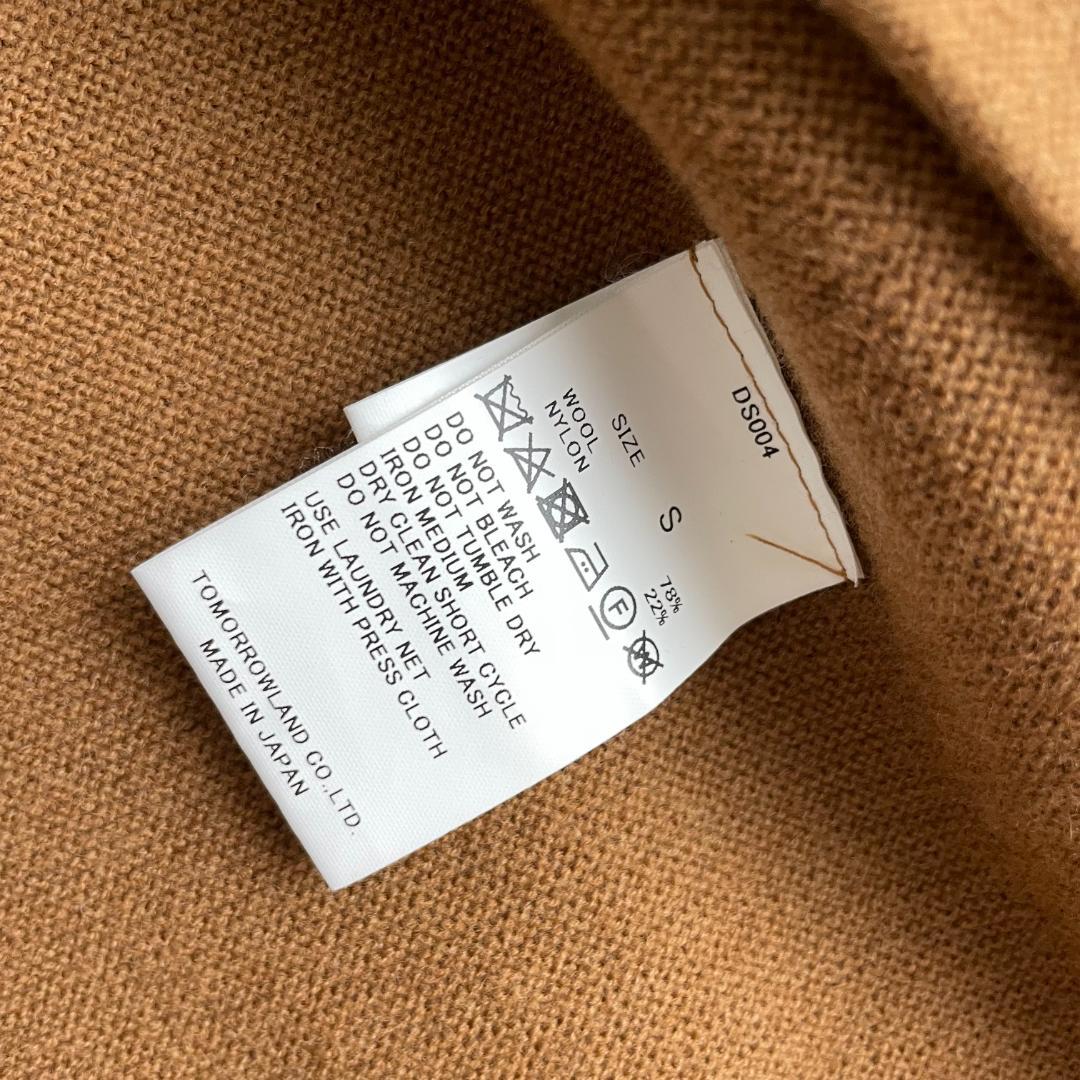 DS004
SIZE S
WOOL 78%
NYLON 22%
F W
DO NOT WASH
DO NOT BLEACH
DO NOT TUMBLE DRY
IRON MEDIUM
DRY CLEAN SHORT CYCLE
DO NOT MACHINE WASH
USE LAUNDRY NET
IRON WITH PRESS CLOTH
TOMORROWLAND CO.,LTD.
MADE IN JAPAN